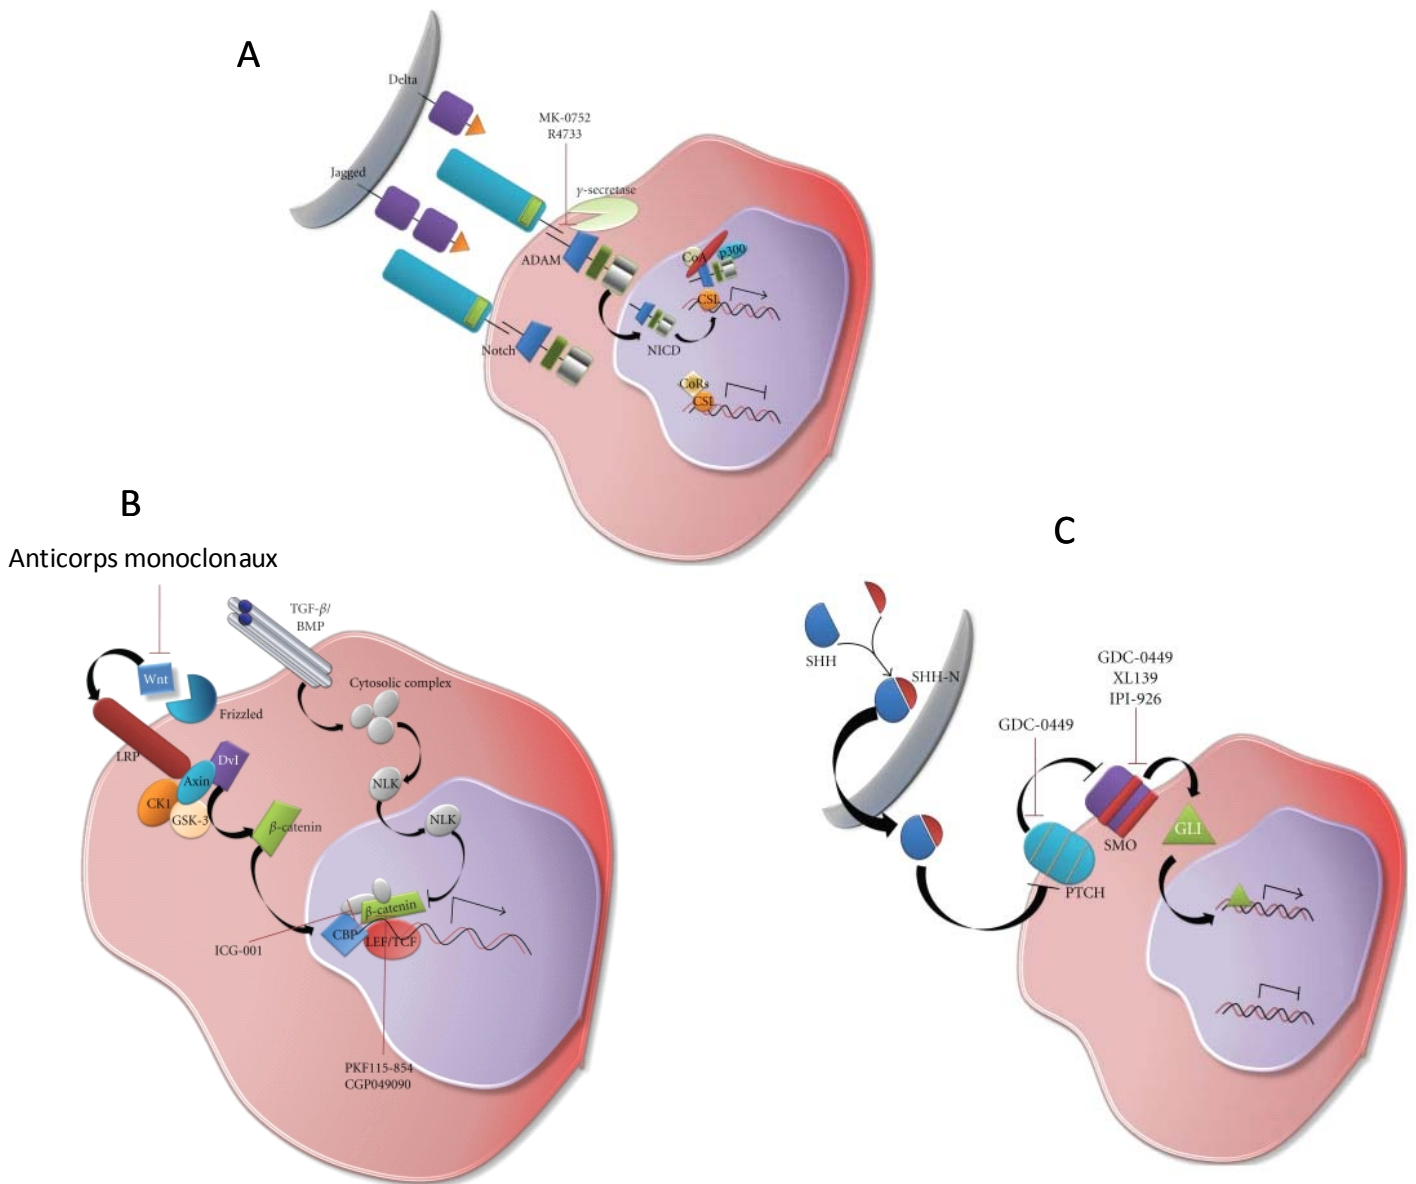 A
Delta
MK-0752
R4733
Jagged
γ-secretase
ADAM
CoA
p300
CSL
Notch
NICD
CoRs
CSL
B
Anticorps monoclonaux
TGF-β/
BMP
Wnt
Frizzled
Cytosolic complex
LRP
Axin
DvI
CK1
GSK-3
NLK
β-catenin
NLK
β-catenin
CBP
LEF/TCF
ICG-001
PKF115-854
CGP049090
C
SHH
SHH-N
GDC-0449
XL139
IPI-926
GDC-0449
SMO
GLI
PTCH